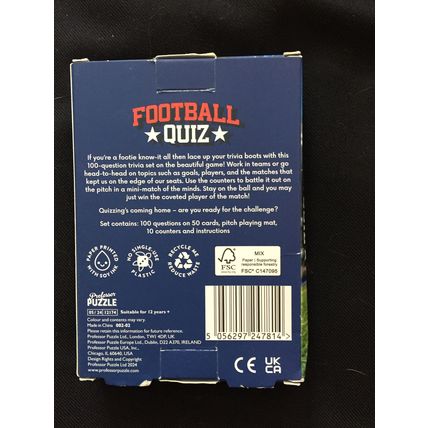 FOOTBALL
QUIZ
If you're a footie know-it all then lace up your trivia boots with this
100-question trivia set on the beautiful game! Work in teams or go
head-to-head on topics such as goals, players, and the matches that
kept us on the edge of our seats. Use the counters to battle it out on
the pitch in a mini-match of the minds. Stay on the ball and you may
just win the coveted player of the match!
Quizzing's coming home – are you ready for the challenge?
Set contains: 100 questions on 50 cards, pitch playing mat,
10 counters and instructions
PAPER PRINTED
WITH SOY INK
NO SINGLE-USE
PLASTIC
RECYCLE ME
REDUCE WASTE
FSC
MIX
Paper | Supporting
responsible forestry
FSC® C147095
Professor
PUZZLE
05/24 12174
Suitable for 12 years +
Colour and contents may vary.
Made in China 002-02
Please retain this information for future reference.
Professor Puzzle Ltd., London, TW1 4DP, UK
Professor Puzzle Europe Ltd., Dublin, D22 A370, IRELAND
Professor Puzzle USA, Inc.,
Chicago, IL 60640, USA
Design Rights and Copyright
Professor Puzzle Ltd 2024
www.professorpuzzle.com
5 056297 247814 >
CE UK
CA